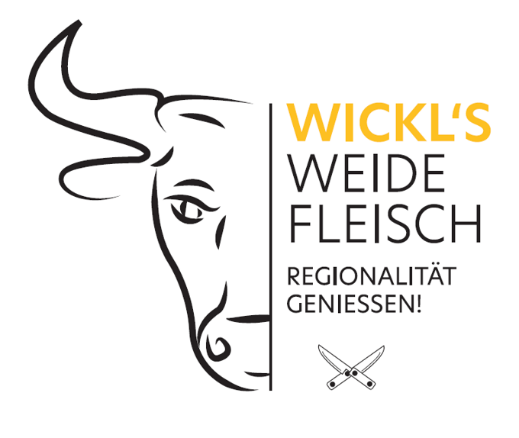 WICKL‘S
WEIDE
FLEISCH
REGIONALITÄT
GENIESSEN!